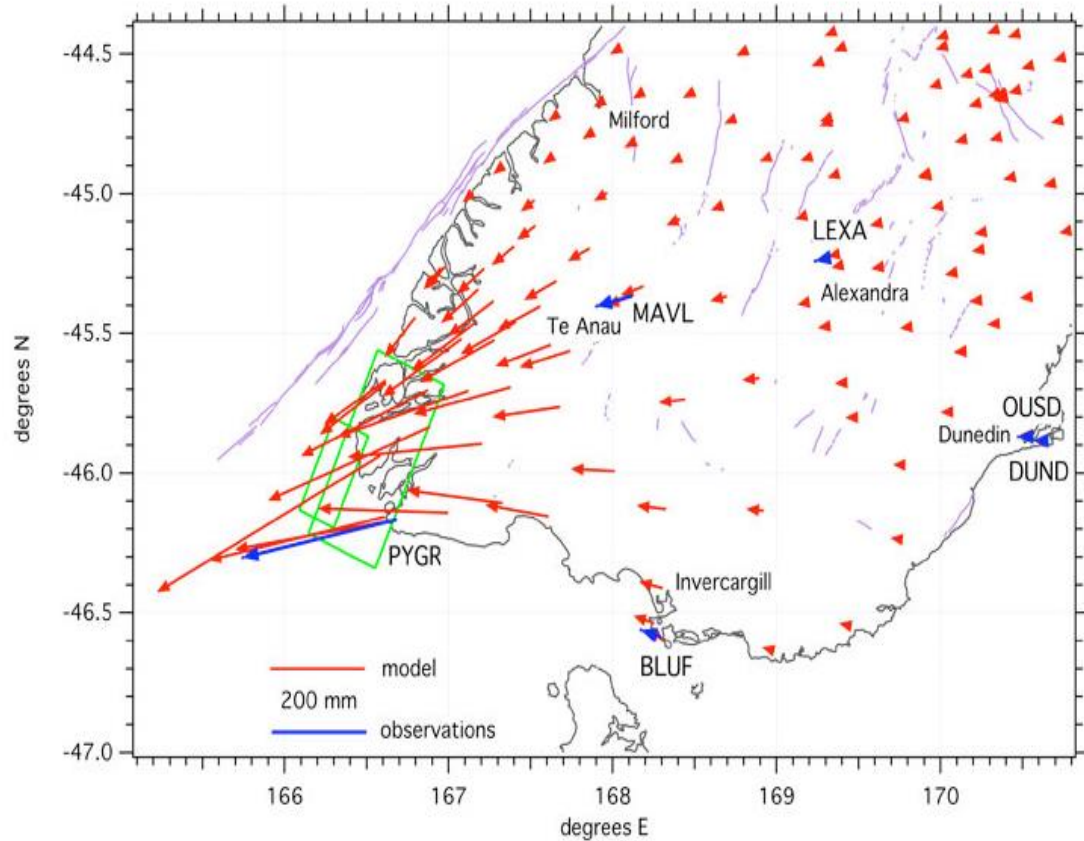 -44.5
Milford
-45.0
LEXA
Alexandra
MAVL
Te Anau
-45.5
degrees N
OUSD
Dunedin
-46.0
DUND
PYGR
Invercargill
-46.5
BLUF
model
200 mm
observations
-47.0
166 167 168 169 170
degrees E